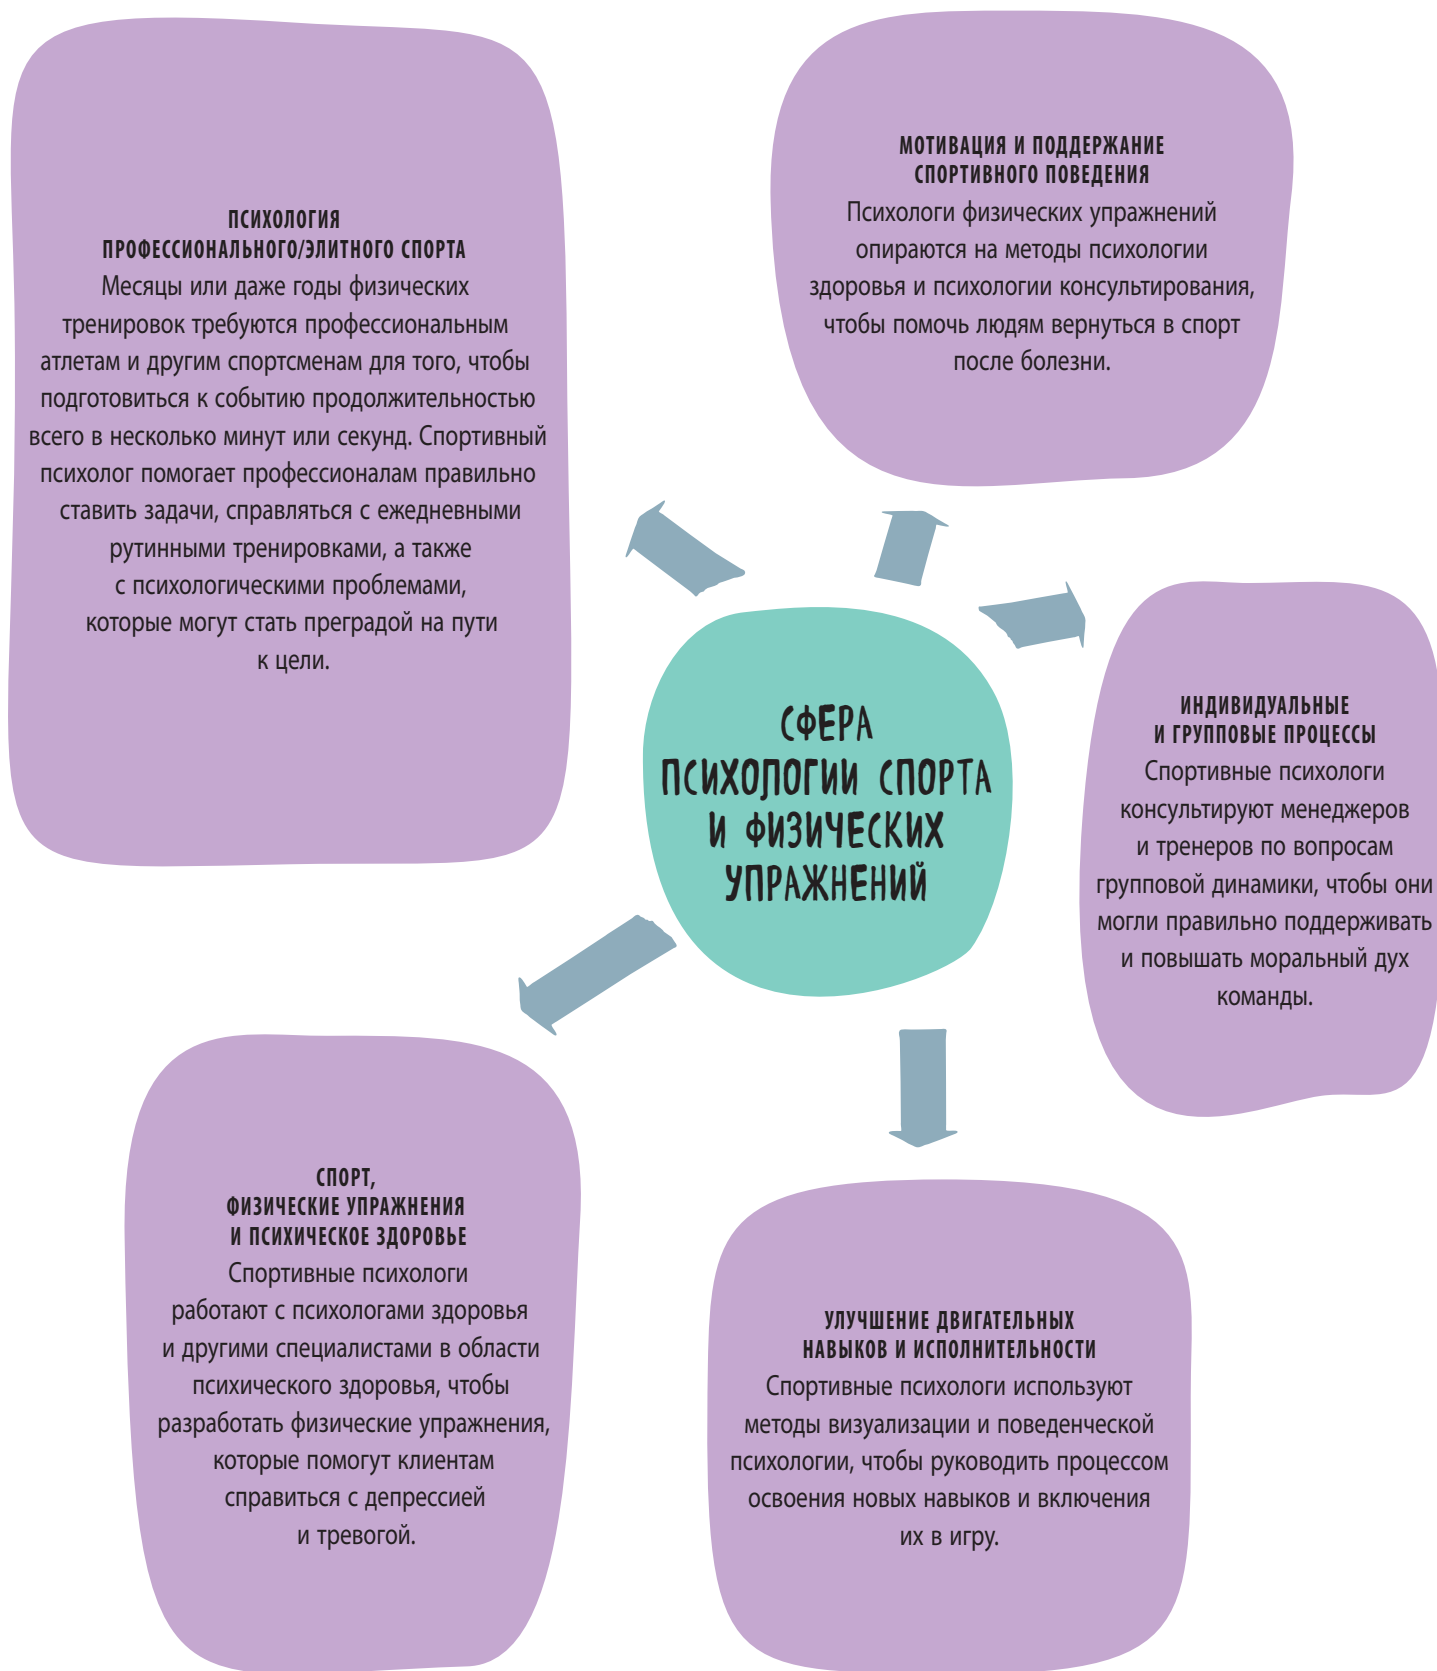 ПСИХОЛОГИЯ
ПРОФЕССИОНАЛЬНОГО/ЭЛИТНОГО СПОРТА
Месяцы или даже годы физических
тренировок требуются профессиональным
атлетам и другим спортсменам для того, чтобы
подготовиться к событию продолжительностью
всего в несколько минут или секунд. Спортивный
психолог помогает профессионалам правильно
ставить задачи, справляться с ежедневными
рутинными тренировками, а также
с психологическими проблемами,
которые могут стать преградой на пути
к цели.
МОТИВАЦИЯ И ПОДДЕРЖАНИЕ
СПОРТИВНОГО ПОВЕДЕНИЯ
Психологи физических упражнений
опираются на методы психологии
здоровья и психологии консультирования,
чтобы помочь людям вернуться в спорт
после болезни.
СФЕРА
ПСИХОЛОГИИ СПОРТА
И ФИЗИЧЕСКИХ
УПРАЖНЕНИЙ
ИНДИВИДУАЛЬНЫЕ
И ГРУППОВЫЕ ПРОЦЕССЫ
Спортивные психологи
консультируют менеджеров
и тренеров по вопросам
групповой динамики, чтобы они
могли правильно поддерживать
и повышать моральный дух
команды.
СПОРТ,
ФИЗИЧЕСКИЕ УПРАЖНЕНИЯ
И ПСИХИЧЕСКОЕ ЗДОРОВЬЕ
Спортивные психологи
работают с психологами здоровья
и другими специалистами в области
психического здоровья, чтобы
разработать физические упражнения,
которые помогут клиентам
справиться с депрессией
и тревогой.
УЛУЧШЕНИЕ ДВИГАТЕЛЬНЫХ
НАВЫКОВ И ИСПОЛНИТЕЛЬНОСТИ
Спортивные психологи используют
методы визуализации и поведенческой
психологии, чтобы руководить процессом
освоения новых навыков и включения
их в игру.